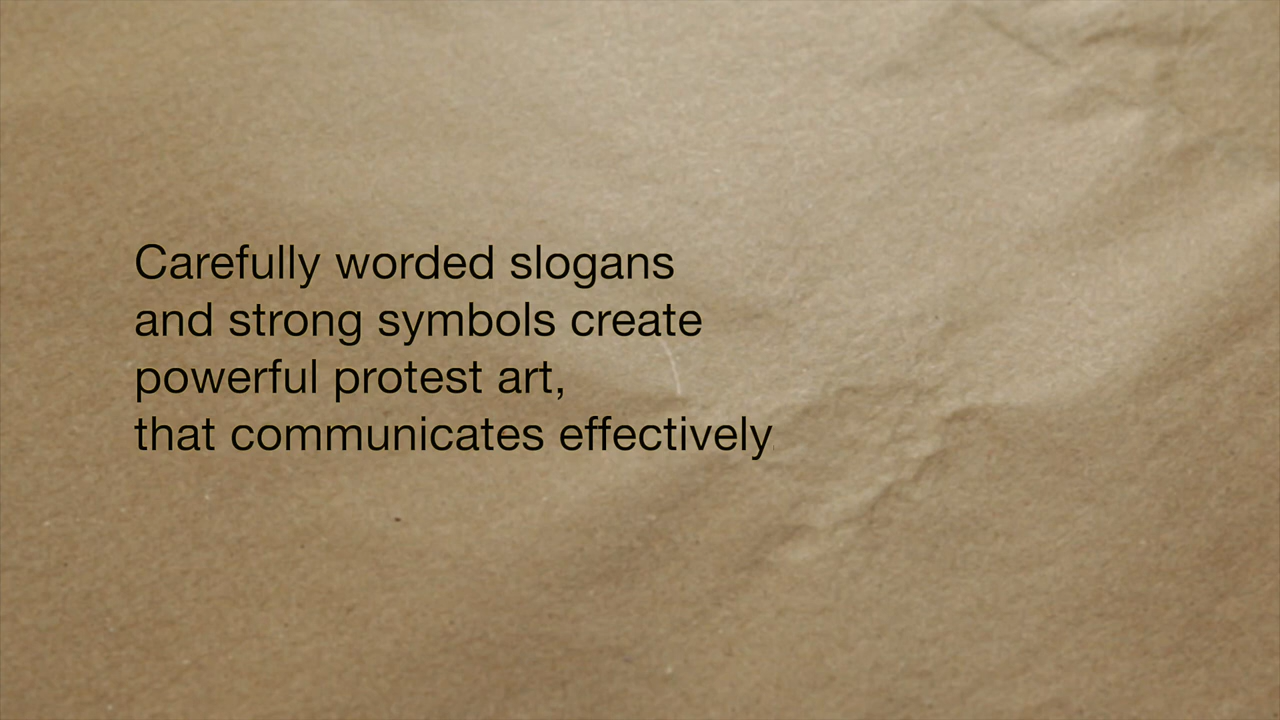 Carefully worded slogans
and strong symbols create
powerful protest art,
that communicates effectively